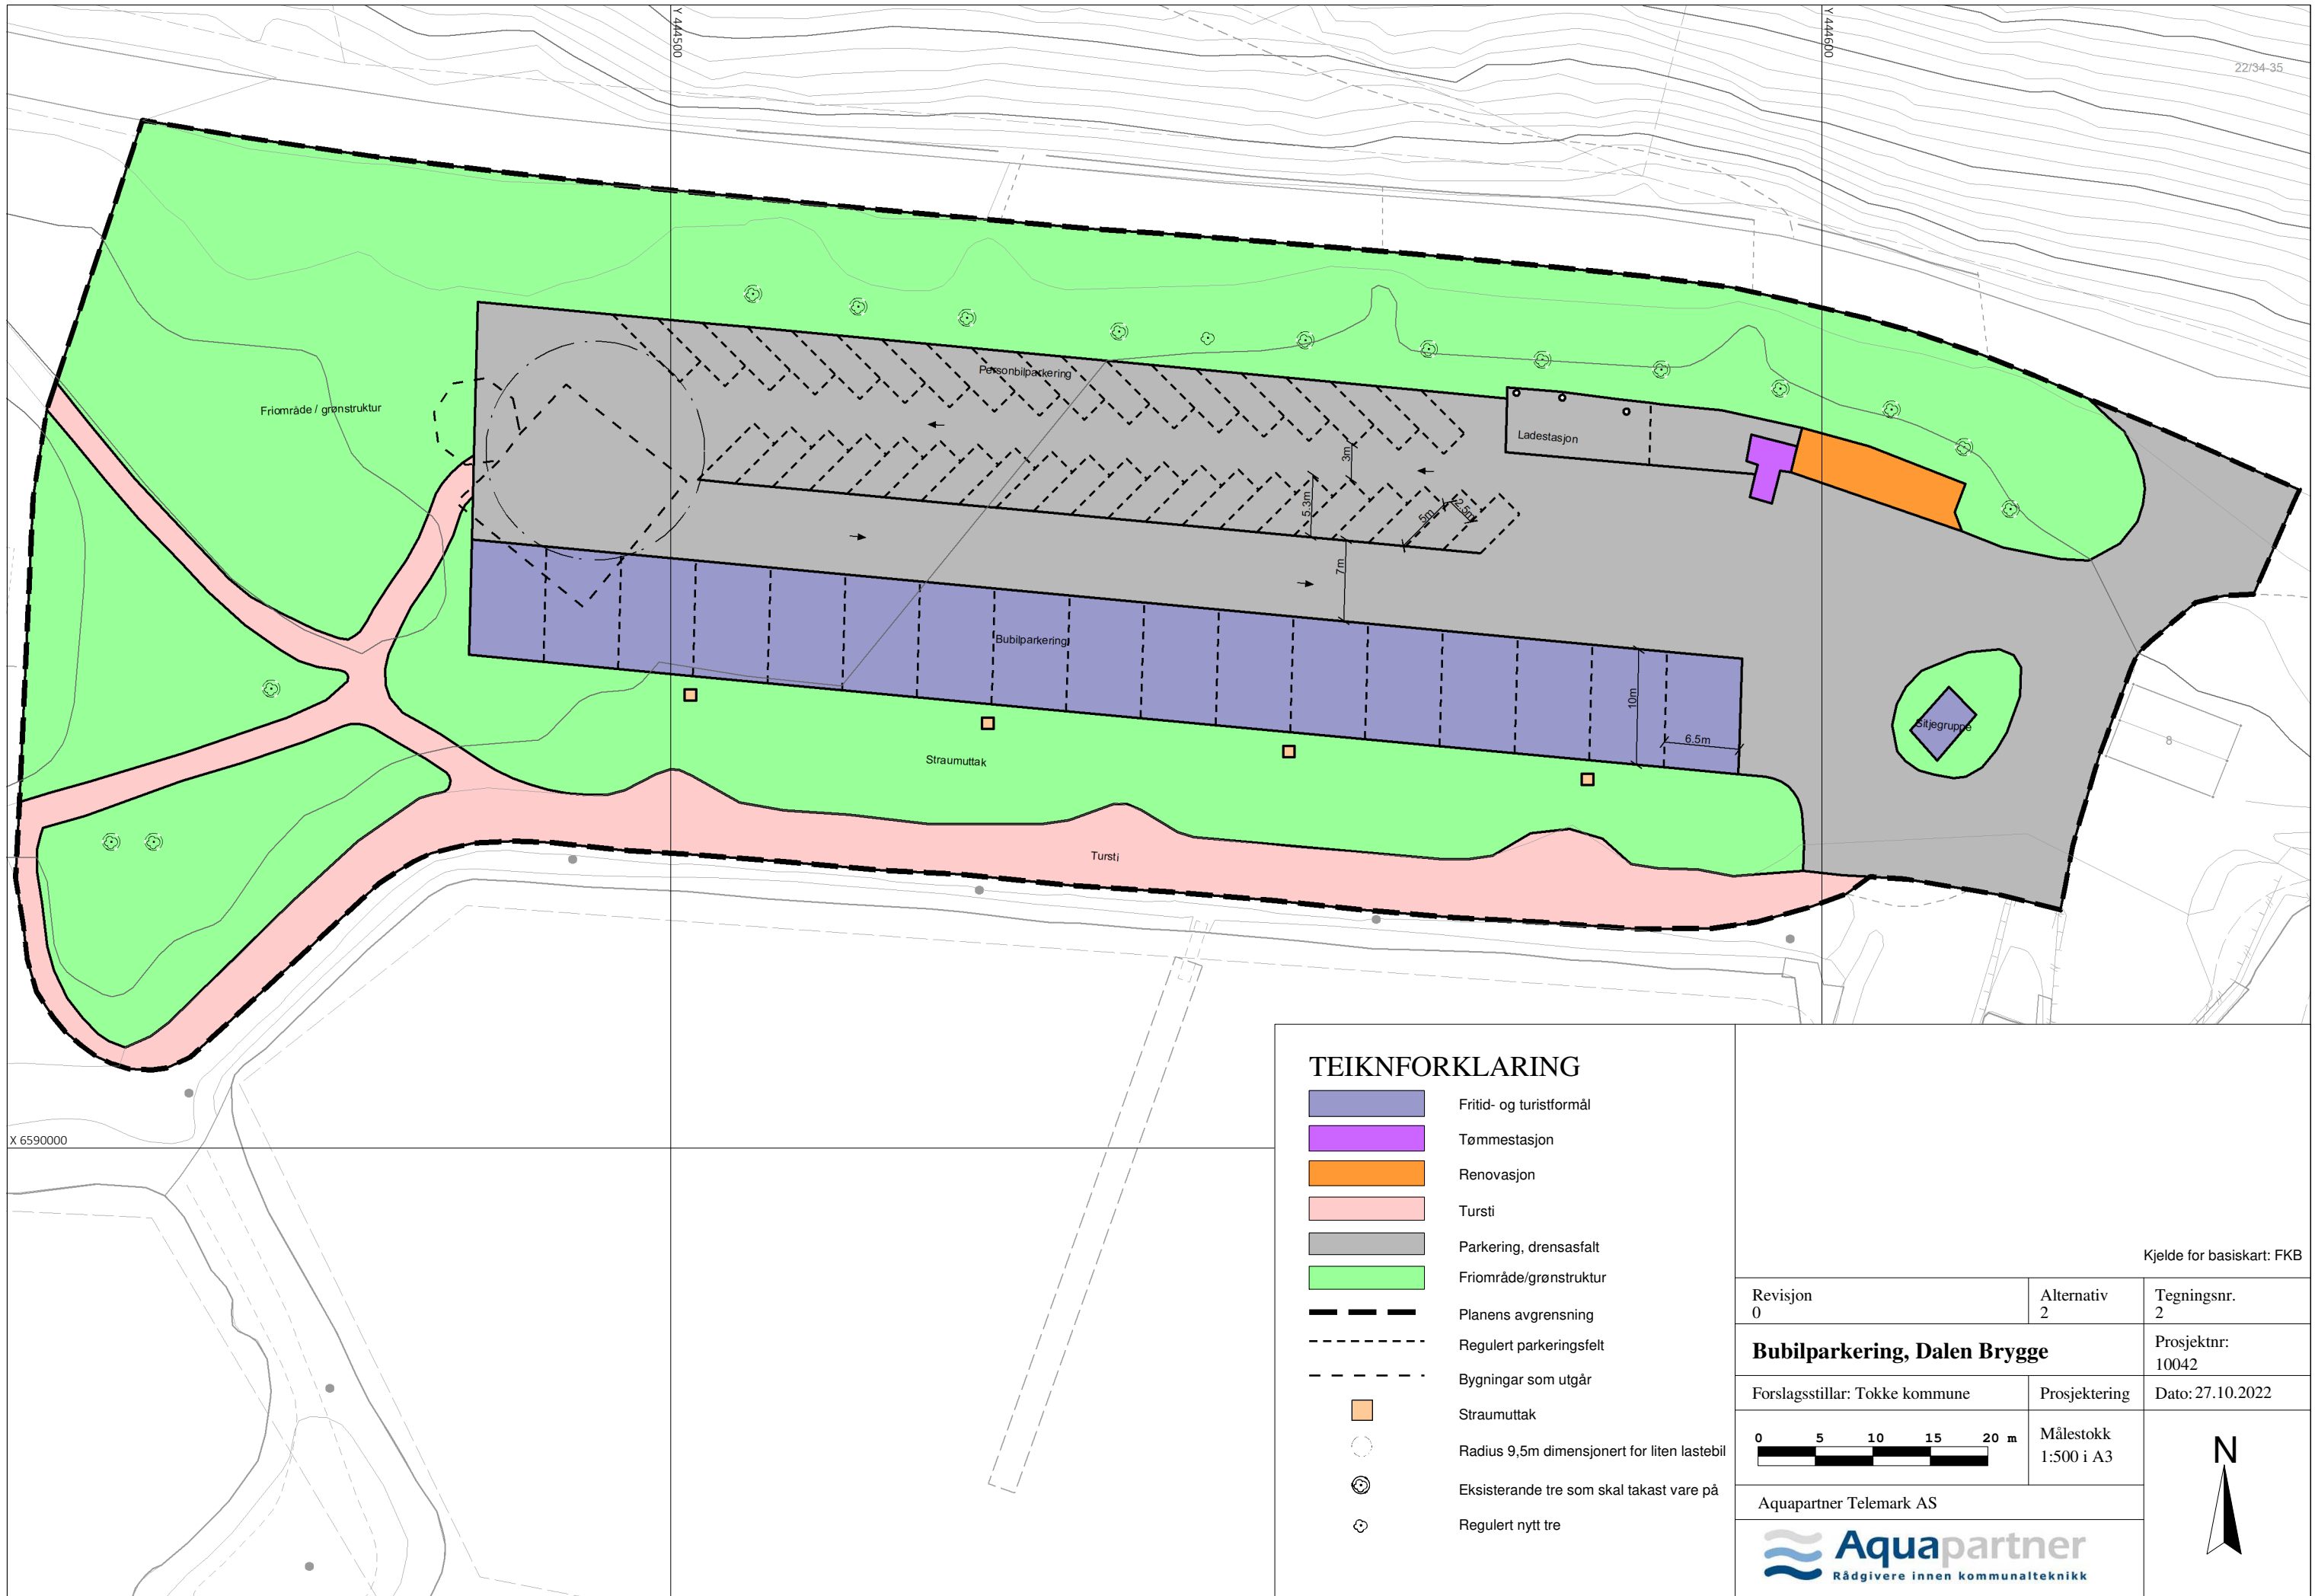 Y 444500
Y 444600
22/34-35
Personbilparkering
Friområde / grønstruktur
Ladestasjon
3m
5.3m
5m
2.5m
7m
Bubilparkering
10m
6.5m
Sitjegruppe
8
Straumuttak
Tursti
X 6590000
TEIKNFORKLARING
Fritid- og turistformål
Tømmestasjon
Renovasjon
Tursti
Parkering, drensasfalt
Friområde/grønstruktur
Planens avgrensning
Regulert parkeringsfelt
Bygningar som utgår
Straumuttak
Radius 9,5m dimensjonert for liten lastebil
Eksisterande tre som skal takast vare på
Regulert nytt tre
Kjelde for basiskart: FKB
Revisjon
0
Alternativ
2
Tegningsnr.
2
Bubilparkering, Dalen Brygge
Prosjektnr:
10042
Forslagsstillar: Tokke kommune
Prosjektering
Dato: 27.10.2022
0 5 10 15 20 m
Målestokk
1:500 i A3
N
Aquapartner Telemark AS
Aquapartner
Rådgivere innen kommunalteknikk